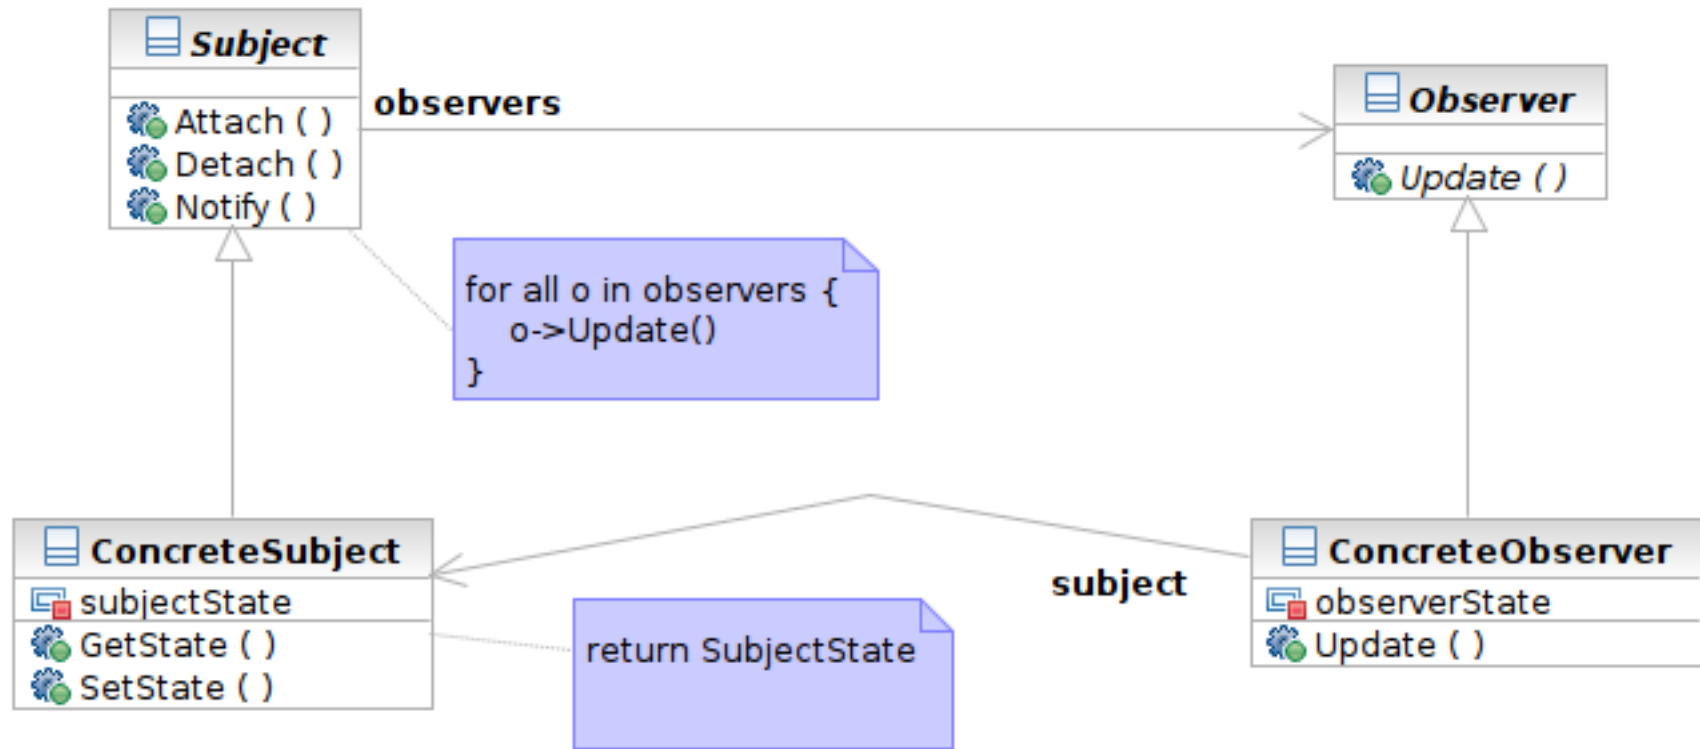 Subject
Attach ( )
Detach ( )
Notify ( )
observers
Observer
Update ( )
for all o in observers {
o->Update()
}
ConcreteSubject
subjectState
GetState ( )
SetState ( )
return SubjectState
subject
ConcreteObserver
observerState
Update ( )